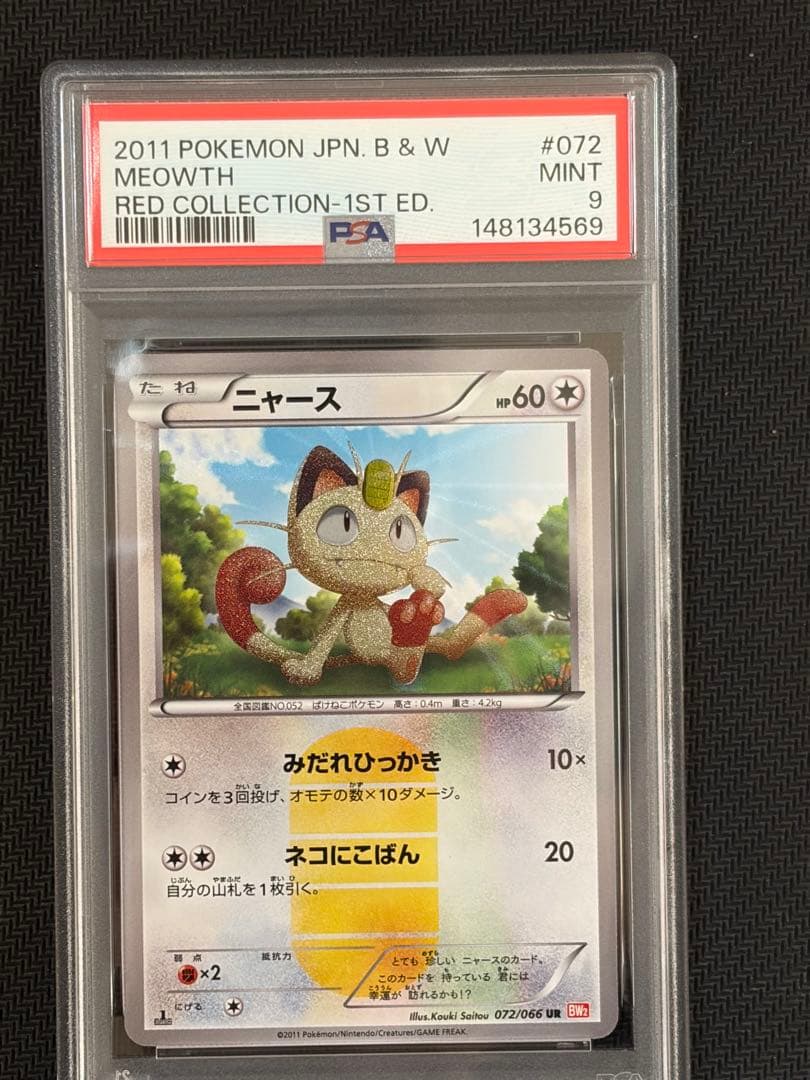 2011 POKEMON JPN. B & W #072
MEOWTH MINT
RED COLLECTION-1ST ED. 9
PSA 148134569
たね ニャース HP60
全国図鑑NO.052 ばけねこポケモン 高さ:0.4m 重さ:4.2kg
みだれひっかき 10×
コインを3回投げ、オモテの数×10ダメージ。
ネコにこばん 20
自分の山札を1枚引く。
弱点 抵抗力
×2
にげる
とても 珍しい ニャースのカード、
このカードを 持っている 君には
幸運が 訪れるかも!?
Illus.Kouki Saitou 072/066 UR BW2
©2011 Pokémon/Nintendo/Creatures/GAME FREAK.